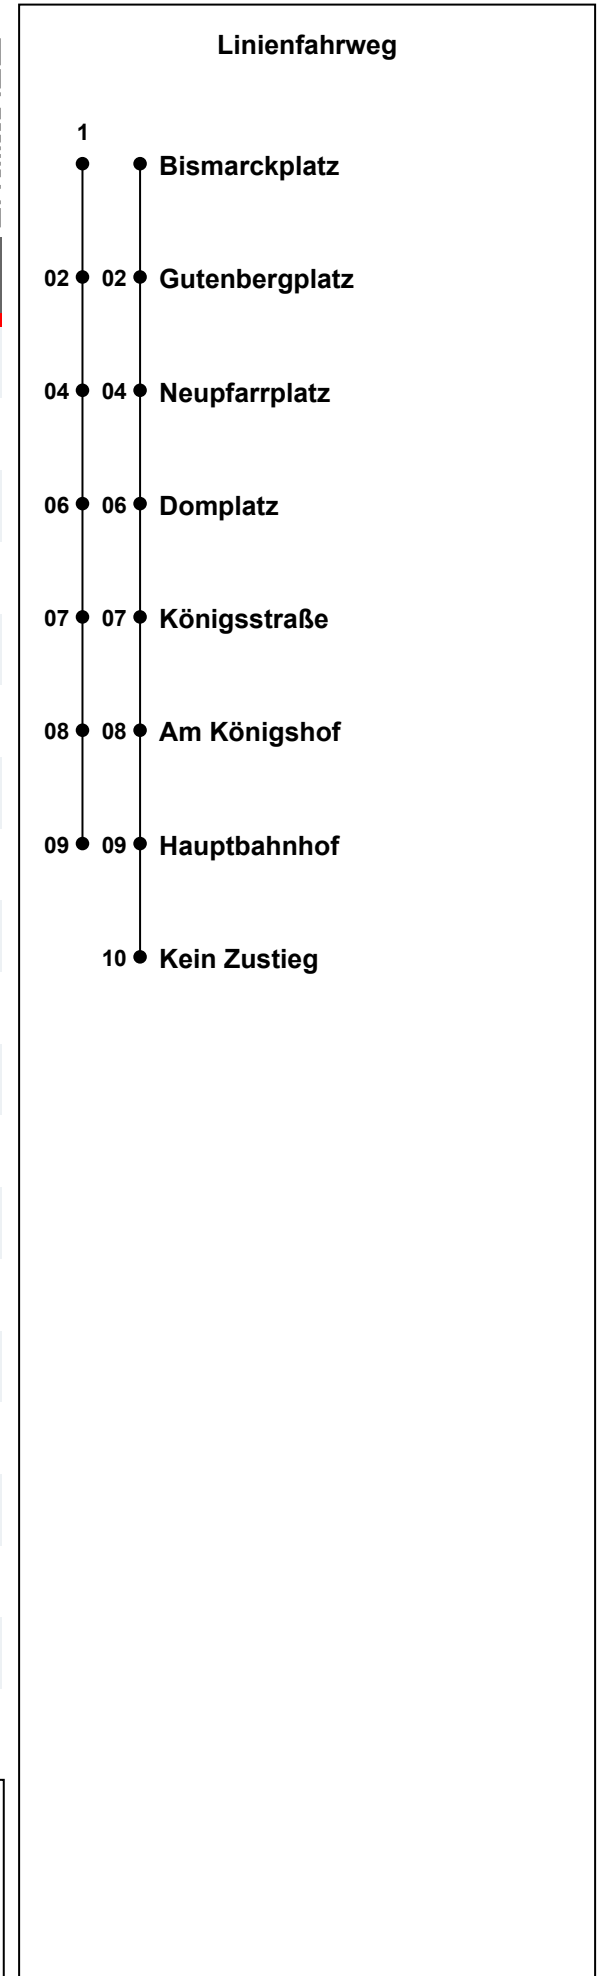 Linienfahrweg
1
Bismarckplatz
02 02 Gutenbergplatz
04 04 Neupfarrplatz
06 06 Domplatz
07 07 Königsstraße
08 08 Am Königshof
09 09 Hauptbahnhof
10 Kein Zustieg